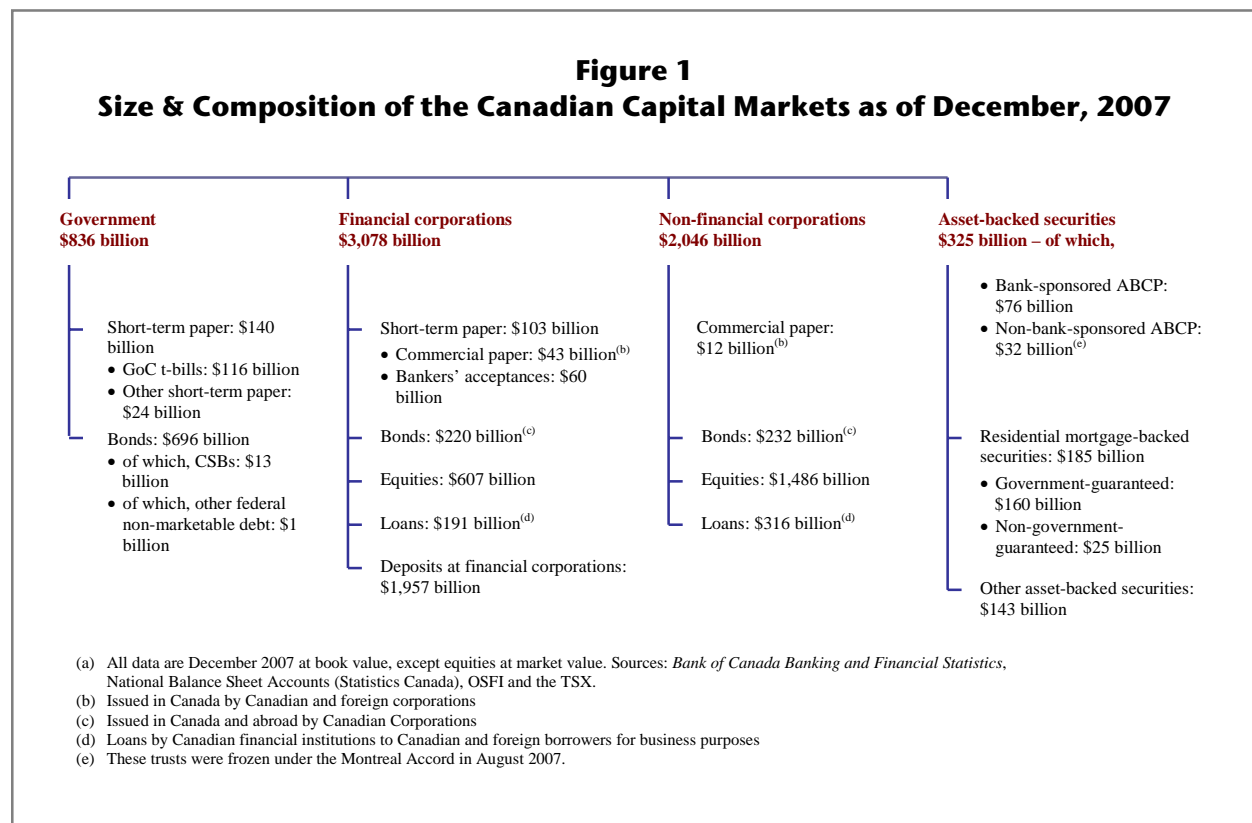 Figure 1
Size & Composition of the Canadian Capital Markets as of December, 2007
Government
$836 billion
Short-term paper: $140
billion
• GoC t-bills: $116 billion
• Other short-term paper:
$24 billion
Bonds: $696 billion
• of which, CSBs: $13
billion
• of which, other federal
non-marketable debt: $1
billion
Financial corporations
$3,078 billion
Short-term paper: $103 billion
• Commercial paper: $43 billion(b)
• Bankers’ acceptances: $60
billion
Bonds: $220 billion(c)
Equities: $607 billion
Loans: $191 billion(d)
Deposits at financial corporations:
$1,957 billion
Non-financial corporations
$2,046 billion
Commercial paper:
$12 billion(b)
Bonds: $232 billion(c)
Equities: $1,486 billion
Loans: $316 billion(d)
Asset-backed securities
$325 billion – of which,
• Bank-sponsored ABCP:
$76 billion
• Non-bank-sponsored ABCP:
$32 billion(e)
Residential mortgage-backed
securities: $185 billion
• Government-guaranteed:
$160 billion
• Non-government-
guaranteed: $25 billion
Other asset-backed securities:
$143 billion
(a) All data are December 2007 at book value, except equities at market value. Sources: Bank of Canada Banking and Financial Statistics,
National Balance Sheet Accounts (Statistics Canada), OSFI and the TSX.
(b) Issued in Canada by Canadian and foreign corporations
(c) Issued in Canada and abroad by Canadian Corporations
(d) Loans by Canadian financial institutions to Canadian and foreign borrowers for business purposes
(e) These trusts were frozen under the Montreal Accord in August 2007.